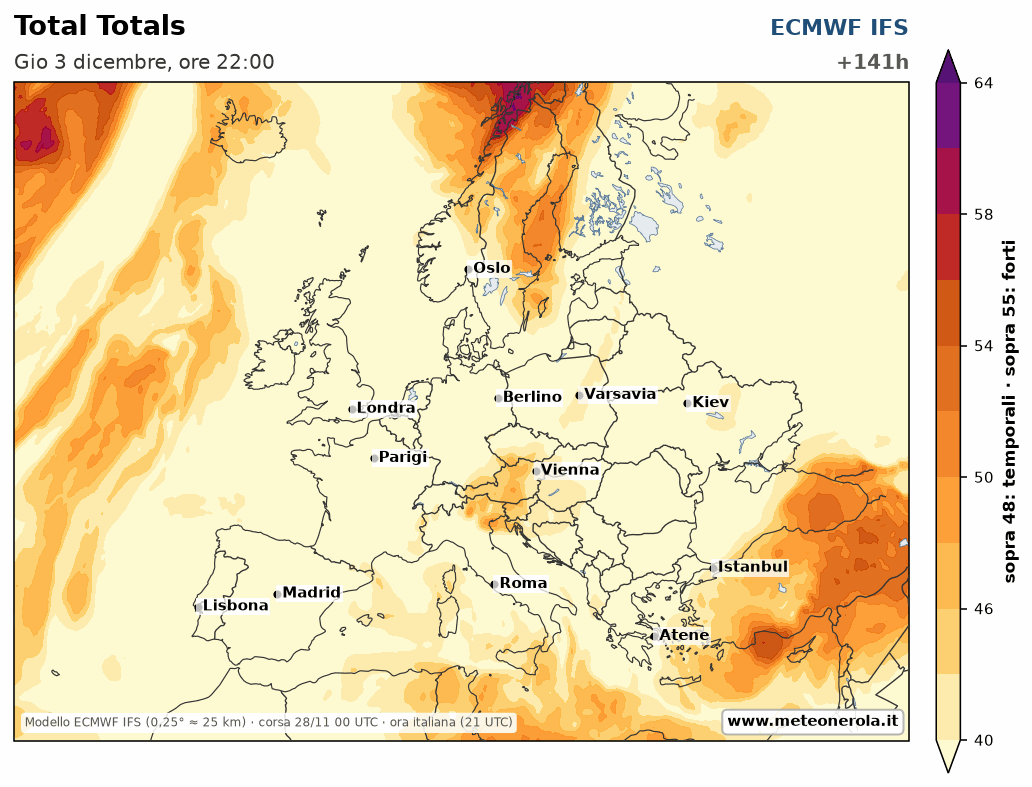 Total Totals
ECMWF IFS
Gio 3 dicembre, ore 22:00
+141h
64
58
54
50
46
40
sopra 48: temporali · sopra 55: forti
Oslo
Berlino
Varsavia
Kiev
Londra
Parigi
Vienna
Istanbul
Roma
Madrid
Lisbona
Atene
Modello ECMWF IFS (0,25° ≈ 25 km) · corsa 28/11 00 UTC · ora italiana (21 UTC)
www.meteonerola.it